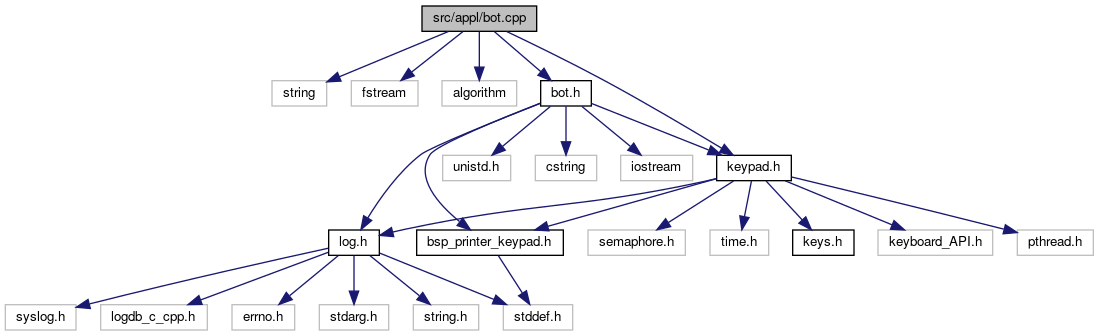 src/appl/bot.cpp
string
fstream
algorithm
bot.h
unistd.h
cstring
iostream
keypad.h
log.h
bsp_printer_keypad.h
semaphore.h
time.h
keys.h
keyboard_API.h
pthread.h
syslog.h
logdb_c_cpp.h
errno.h
stdarg.h
string.h
stddef.h